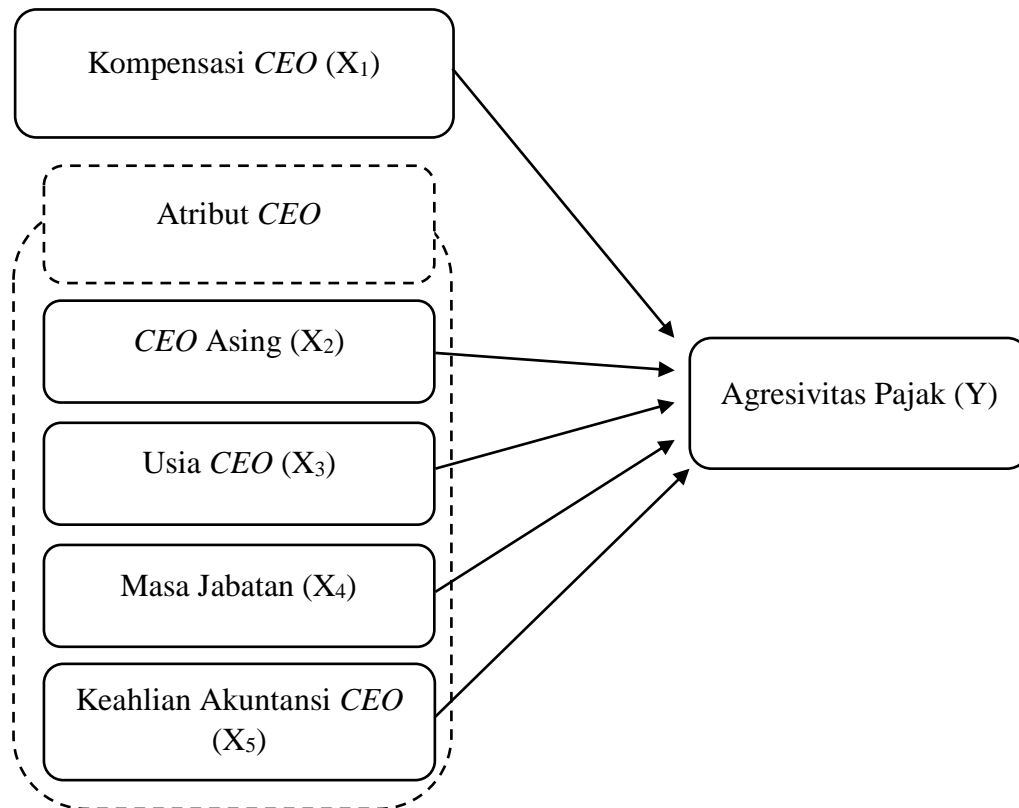 Kompensasi CEO (X₁)
Atribut CEO
CEO Asing (X₂)
Usia CEO (X₃)
Masa Jabatan (X₄)
Keahlian Akuntansi CEO
(X₅)
Agresivitas Pajak (Y)